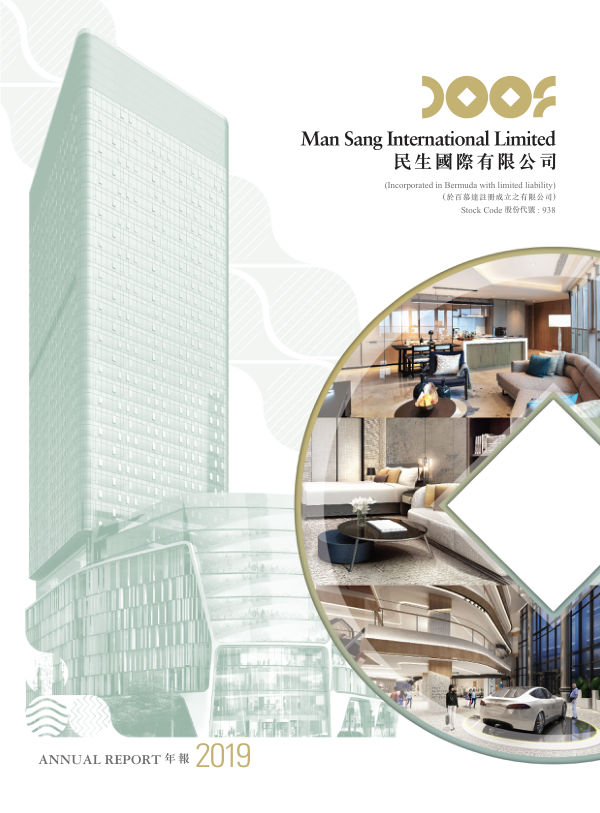 Man Sang International Limited
民生國際有限公司
(Incorporated in Bermuda with limited liability)
(於百慕達註冊成立之有限公司)
Stock Code 股份代號 : 938
ANNUAL REPORT 年報 2019